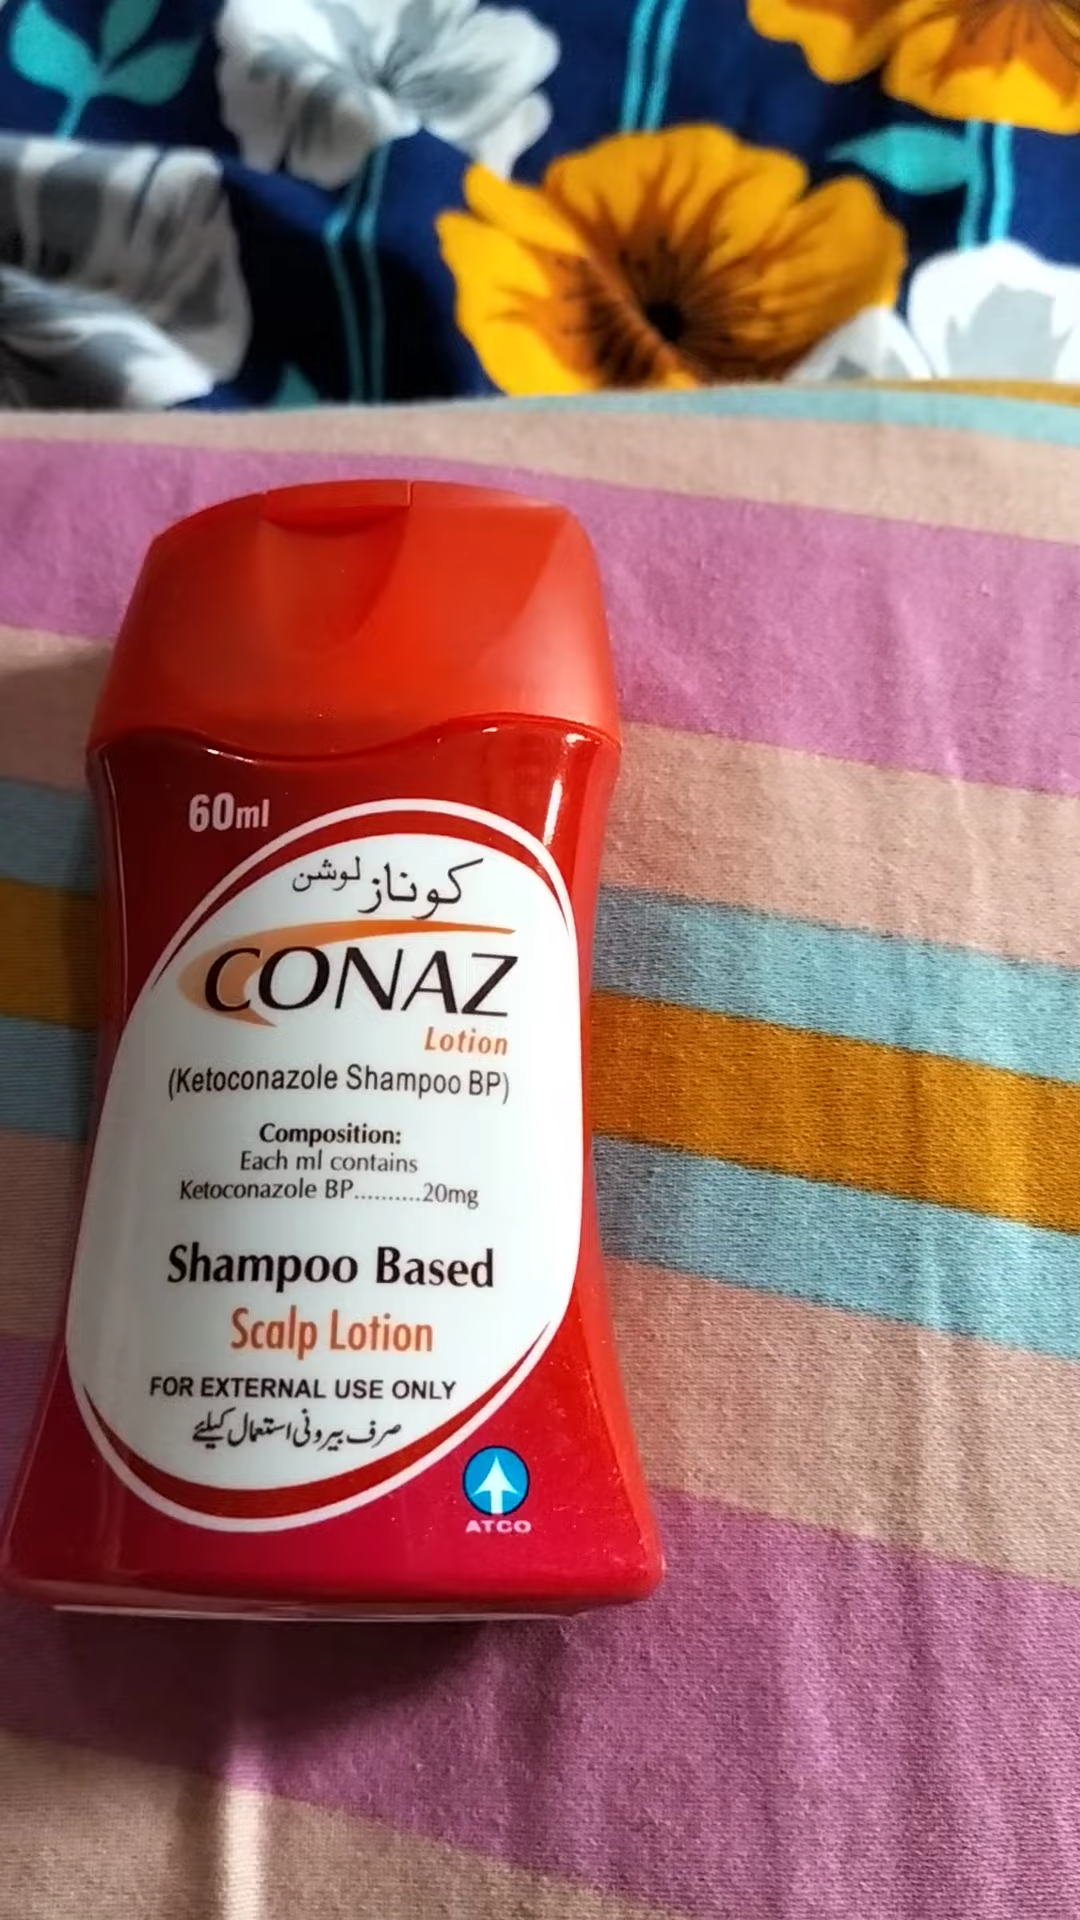 60ml
کوناز لوشن
CONAZ
Lotion
(Ketoconazole Shampoo BP)
Composition:
Each ml contains
Ketoconazole BP..........20mg
Shampoo Based
Scalp Lotion
FOR EXTERNAL USE ONLY
صرف بیرونی استعمال کیلئے
ATCO